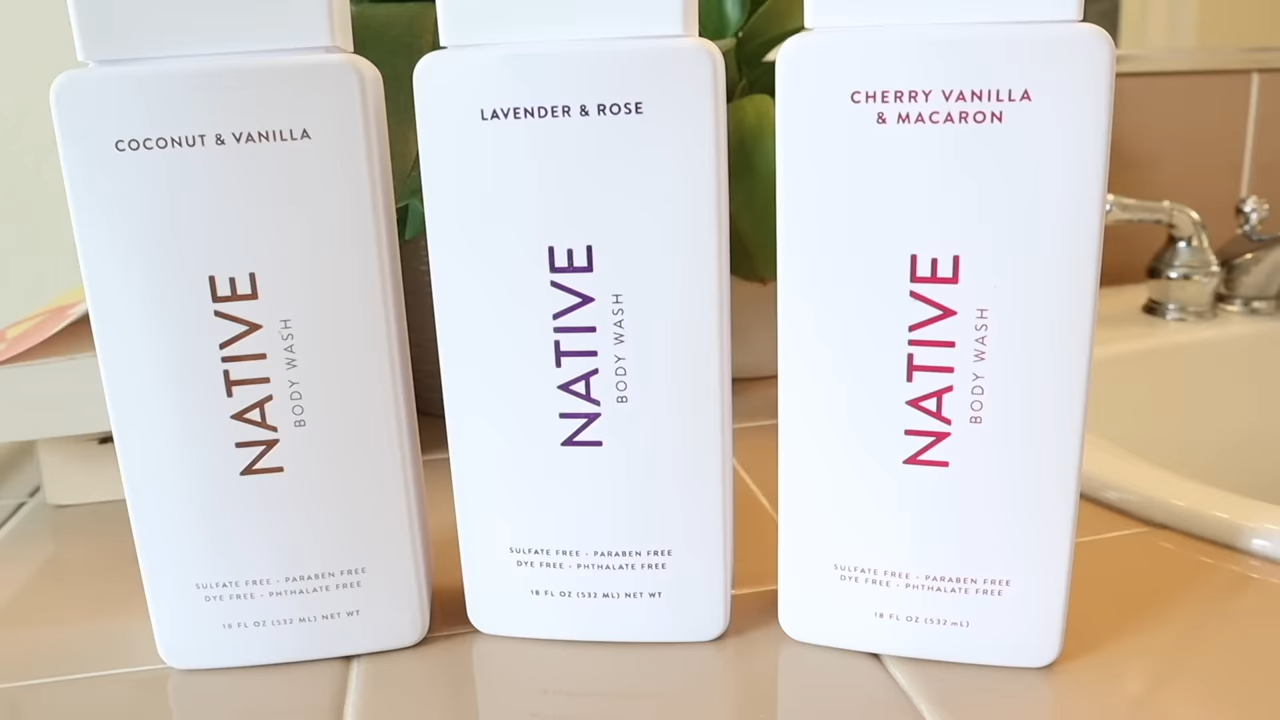 COCONUT & VANILLA
NATIVE
BODY WASH
SULFATE FREE • PARABEN FREE
DYE FREE • PHTHALATE FREE
18 FL OZ (532 ML) NET WT
LAVENDER & ROSE
NATIVE
BODY WASH
SULFATE FREE • PARABEN FREE
DYE FREE • PHTHALATE FREE
18 FL OZ (532 ML) NET WT
CHERRY VANILLA
& MACARON
NATIVE
BODY WASH
SULFATE FREE • PARABEN FREE
DYE FREE • PHTHALATE FREE
18 FL OZ (532 mL)